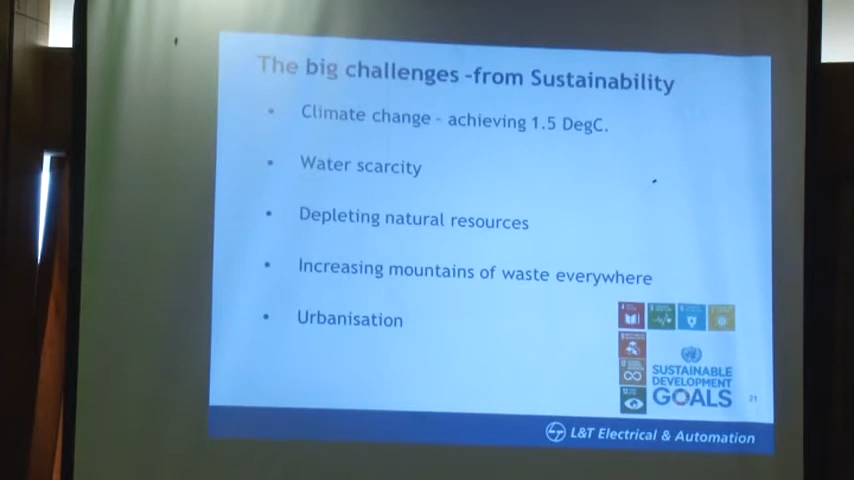 The big challenges -from Sustainability
• Climate change - achieving 1.5 DegC.
• Water scarcity
• Depleting natural resources
• Increasing mountains of waste everywhere
• Urbanisation
SUSTAINABLE
DEVELOPMENT
GOALS
21
L&T Electrical & Automation